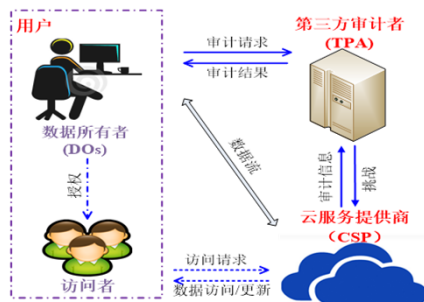 用户
第三方审计者
(TPA)
审计请求
审计结果
数据所有者
(DOs)
数据流
授权
审计信息
挑战
云服务提供商
（CSP）
访问请求
访问者
数据访问/更新